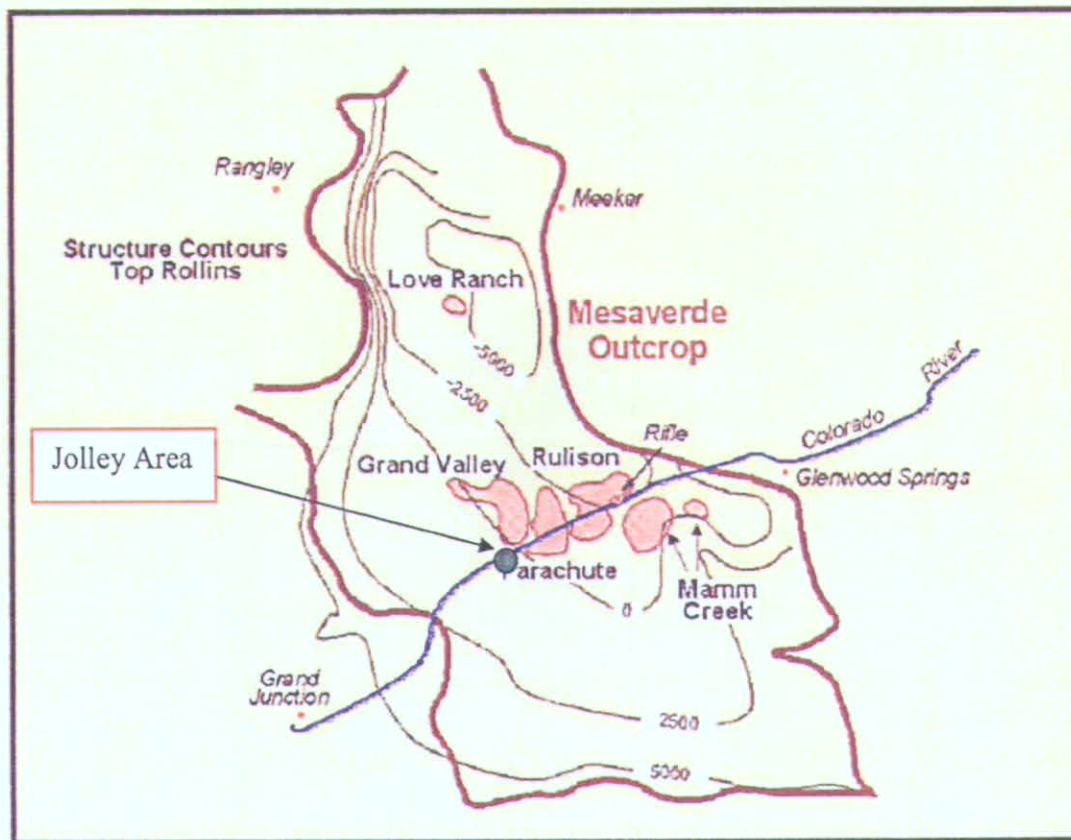 Rangley
Meeker
Structure Contours
Top Rollins
Love Ranch
Mesaverde
Outcrop
-5000
-2500
River
Colorado
Rifle
Jolley Area
Grand Valley
Rulison
Glenwood Springs
Parachute
Mamm
Creek
0
Grand
Junction
2500
5000